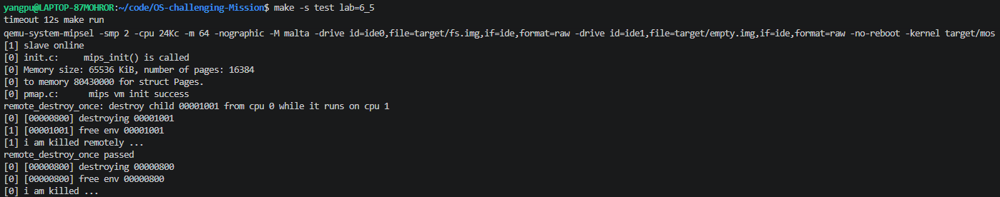 yangpu@LAPTOP-87MOHROR:~/code/OS-challenging-Mission$ make -s test lab=6_5
timeout 12s make run
qemu-system-mipsel -smp 2 -cpu 24Kc -m 64 -nographic -M malta -drive id=ide0,file=target/fs.img,if=ide,format=raw -drive id=ide1,file=target/empty.img,if=ide,format=raw -no-reboot -kernel target/mos
[1] slave online
[0] init.c:     mips_init() is called
[0] Memory size: 65536 KiB, number of pages: 16384
[0] to memory 80430000 for struct Pages.
[0] pmap.c:      mips vm init success
remote_destroy_once: destroy child 00001001 from cpu 0 while it runs on cpu 1
[0] [00000800] destroying 00001001
[1] [00001001] free env 00001001
[1] i am killed remotely ...
remote_destroy_once passed
[0] [00000800] destroying 00000800
[0] [00000800] free env 00000800
[0] i am killed ...